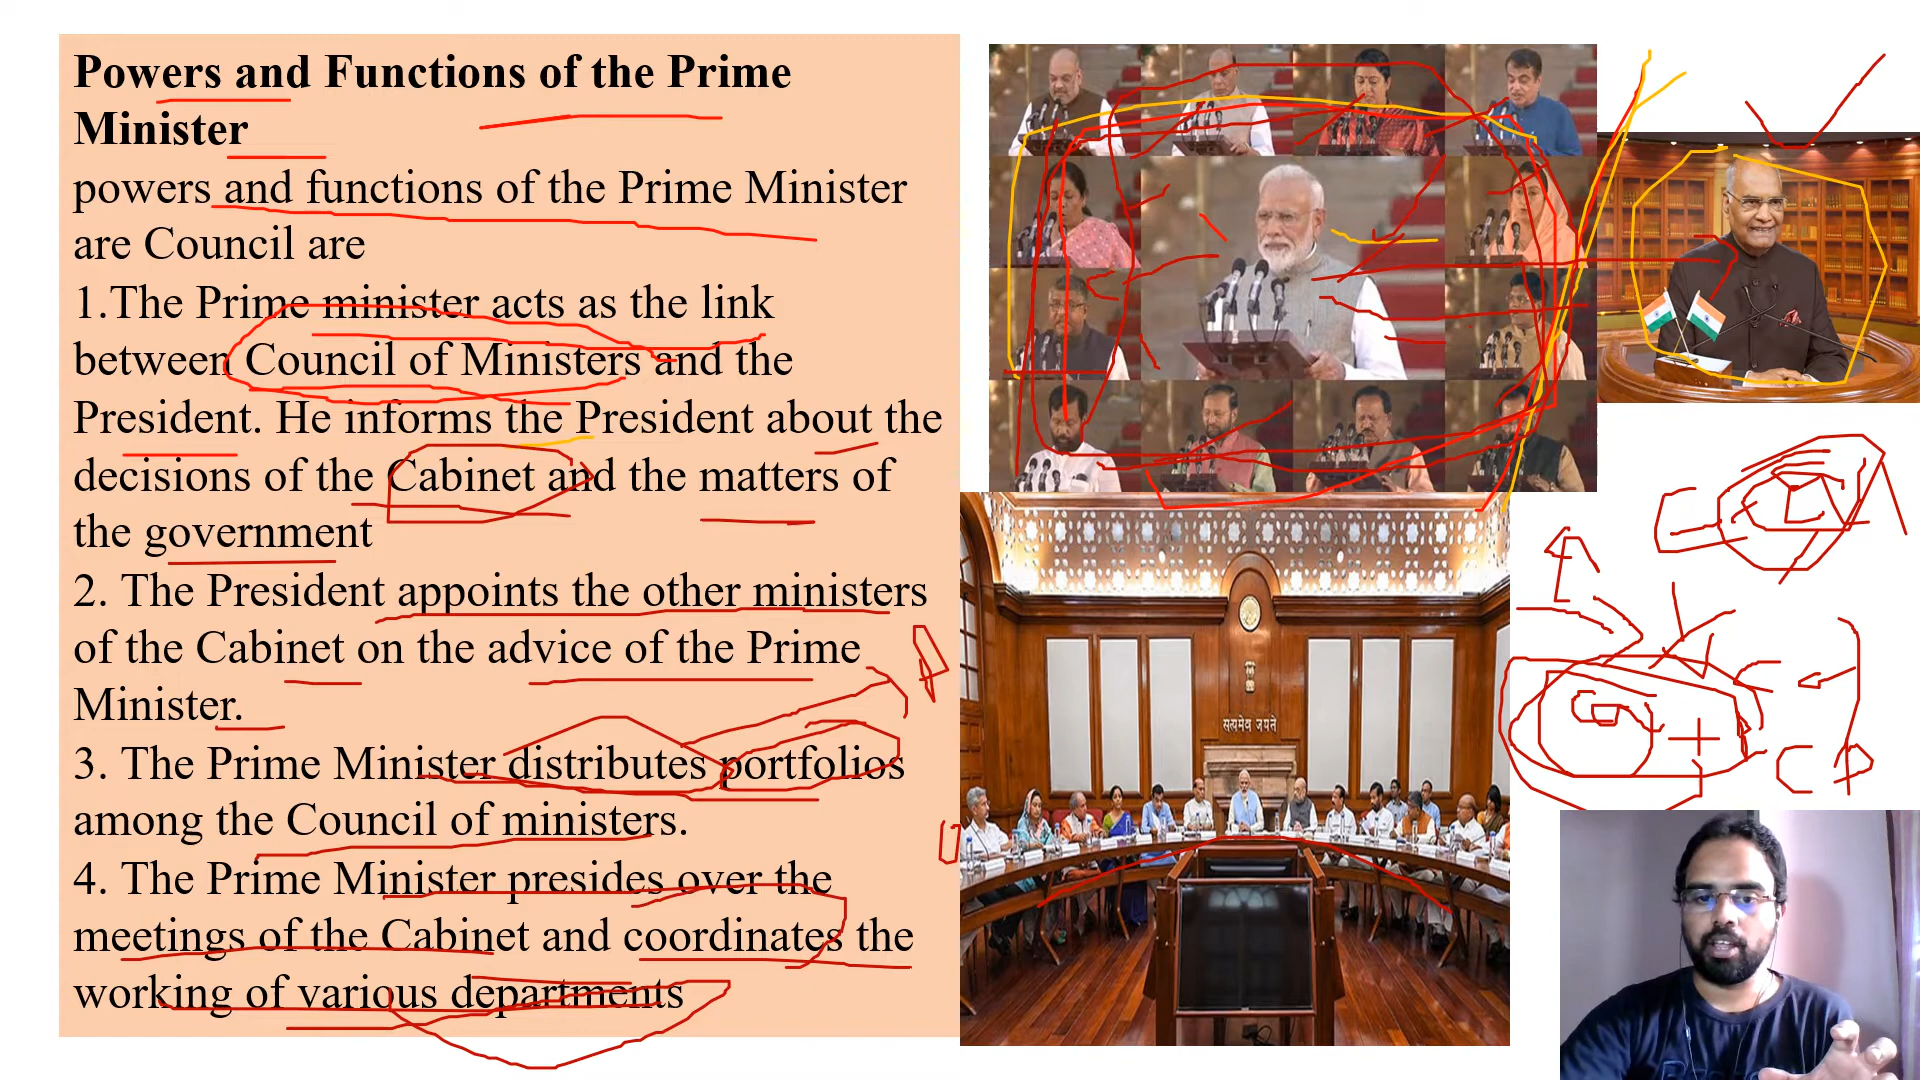 Powers and Functions of the Prime
Minister
powers and functions of the Prime Minister
are Council are
1.The Prime minister acts as the link
between Council of Ministers and the
President. He informs the President about the
decisions of the Cabinet and the matters of
the government
2. The President appoints the other ministers
of the Cabinet on the advice of the Prime
Minister.
3. The Prime Minister distributes portfolios
among the Council of ministers.
4. The Prime Minister presides over the
meetings of the Cabinet and coordinates the
working of various departments
सत्यमेव जयते